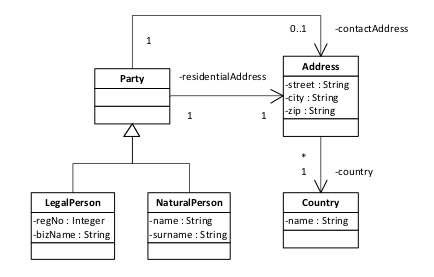 0..1
-contactAddress
1
Party
-residentialAddress
1
1
Address
-street : String
-city : String
-zip : String
*
1
-country
LegalPerson
-regNo : Integer
-bizName : String
NaturalPerson
-name : String
-surname : String
Country
-name : String